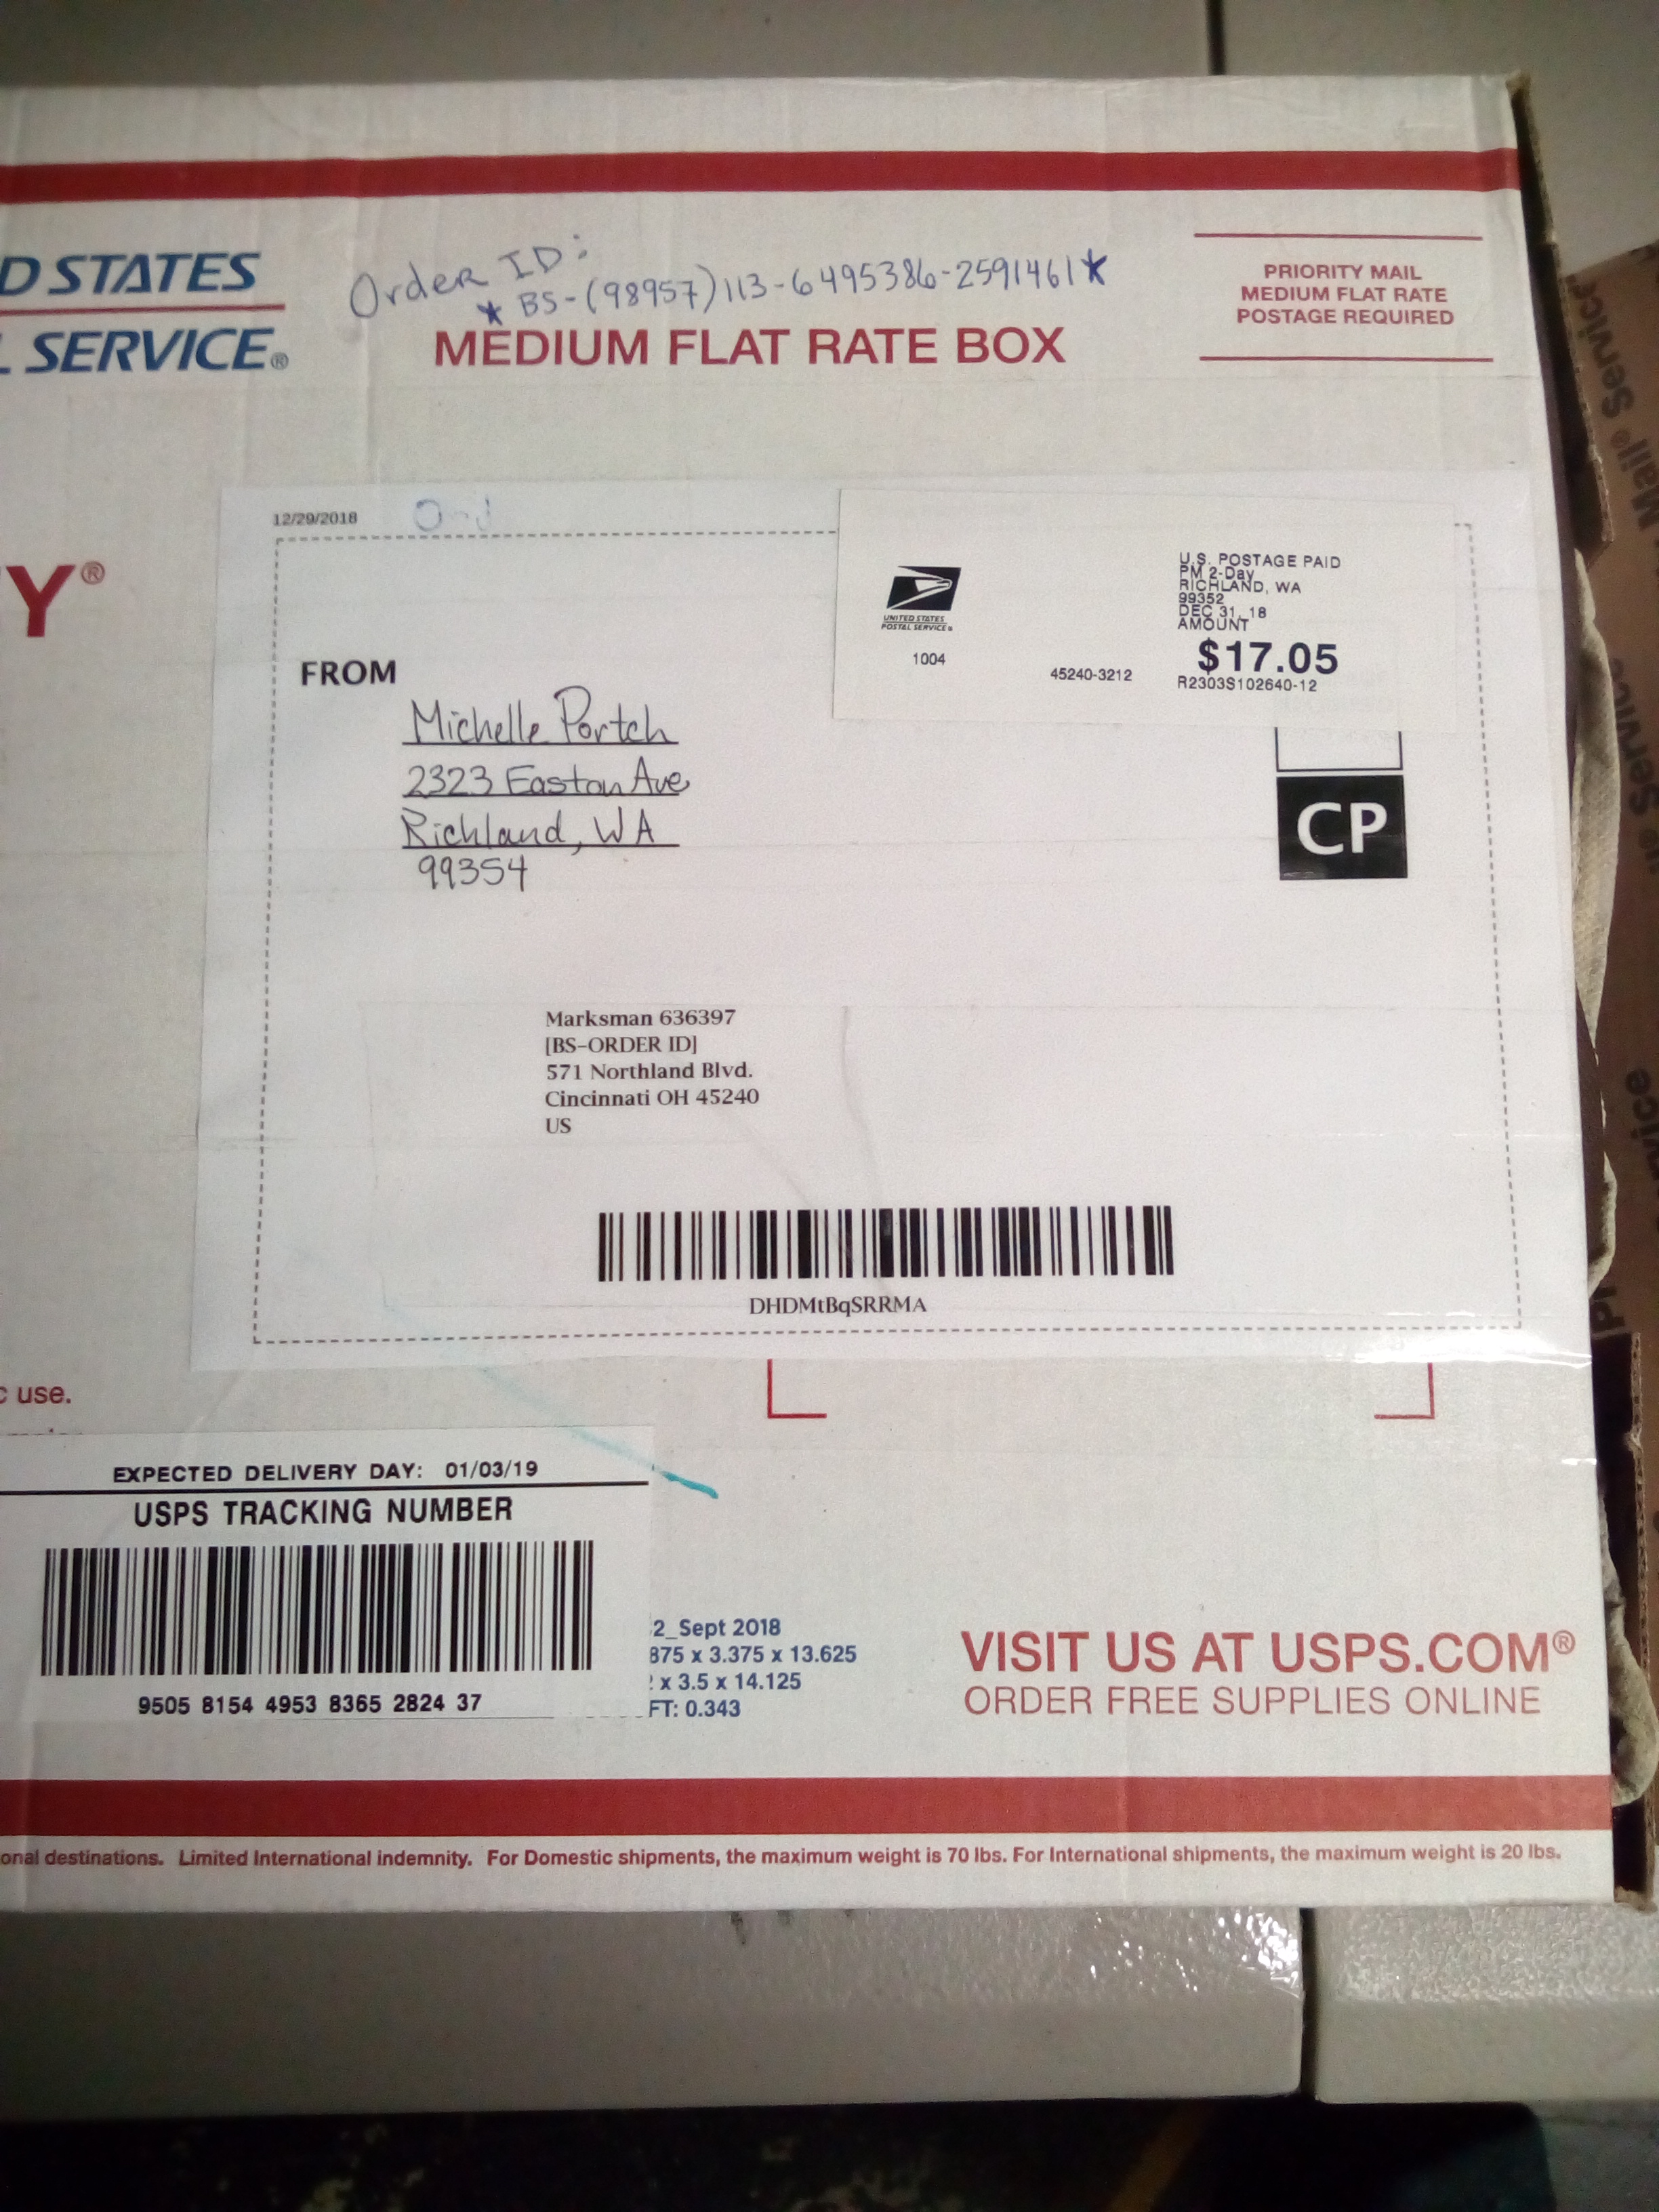 D STATES
L SERVICE®
Order ID:
★ BS-(98957)113-6495386-2591461★
MEDIUM FLAT RATE BOX
PRIORITY MAIL
MEDIUM FLAT RATE
POSTAGE REQUIRED
Y®
12/29/2018
UNITED STATES
POSTAL SERVICE®
1004
45240-3212
U.S. POSTAGE PAID
PM 2-Day
RICHLAND, WA
99352
DEC 31, 18
AMOUNT
$17.05
R2303S102640-12
FROM
Michelle Portch
2323 Easton Ave
Richland, WA
99354
CP
Marksman 636397
[BS-ORDER ID]
571 Northland Blvd.
Cincinnati OH 45240
US
DHDMtBqSRRMA
c use.
EXPECTED DELIVERY DAY: 01/03/19
USPS TRACKING NUMBER
9505 8154 4953 8365 2824 37
2_Sept 2018
875 x 3.375 x 13.625
x 3.5 x 14.125
FT: 0.343
VISIT US AT USPS.COM®
ORDER FREE SUPPLIES ONLINE
onal destinations. Limited International indemnity. For Domestic shipments, the maximum weight is 70 lbs. For International shipments, the maximum weight is 20 lbs.
Mail® Service
Service